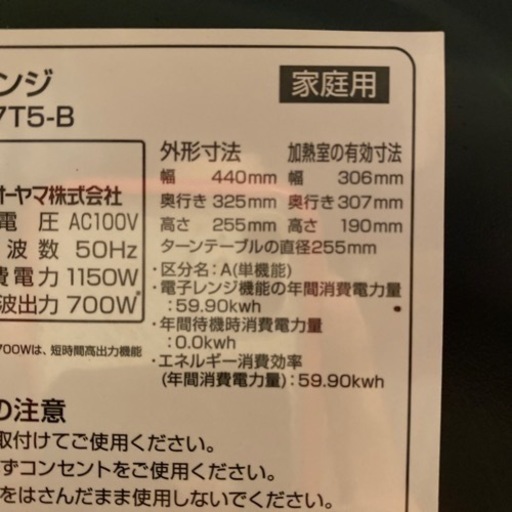 ンジ 家庭用
7T5-B
外形寸法 加熱室の有効寸法
幅 440mm 幅 306mm
奥行き 325mm 奥行き 307mm
高さ 255mm 高さ 190mm
ターンテーブルの直径255mm
・区分名：A(単機能)
・電子レンジ機能の年間消費電力量
：59.90kwh
・年間待機時消費電力量
：0.0kwh
・エネルギー消費効率
(年間消費電力量)：59.90kwh
オーヤマ株式会社
電 圧 AC100V
波 数 50Hz
費電力 1150W
波出力 700W*
700Wは、短時間高出力機能
の注意
取付けてご使用ください。
ずコンセントをご使用ください。
をはさんだまま使用しないでください。